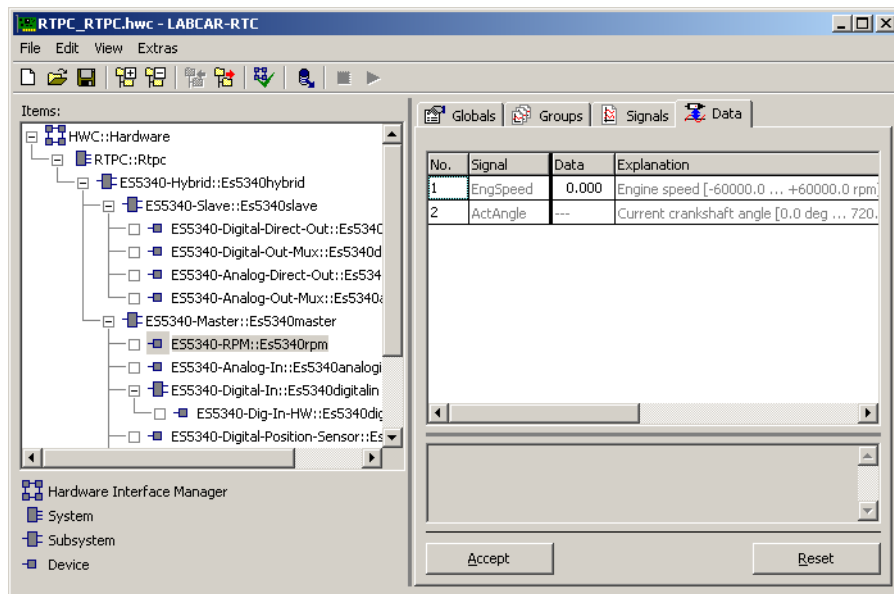 RTPC_RTPC.hwc - LABCAR-RTC
File Edit View Extras
Items:
HWC::Hardware
RTPC::Rtpc
ES5340-Hybrid::Es5340hybrid
ES5340-Slave::Es5340slave
ES5340-Digital-Direct-Out::Es534
ES5340-Digital-Out-Mux::Es5340d
ES5340-Analog-Direct-Out::Es534
ES5340-Analog-Out-Mux::Es5340
ES5340-Master::Es5340master
ES5340-RPM::Es5340rpm
ES5340-Analog-In::Es5340analogi
ES5340-Digital-In::Es5340digitalin
ES5340-Dig-In-HW::Es5340dig
ES5340-Digital-Position-Sensor::Es
Hardware Interface Manager
System
Subsystem
Device
Globals Groups Signals Data
No. Signal Data Explanation
1 EngSpeed 0.000 Engine speed [-60000.0 ... +60000.0 rpm]
2 ActAngle --- Current crankshaft angle [0.0 deg ... 720.
Accept Reset